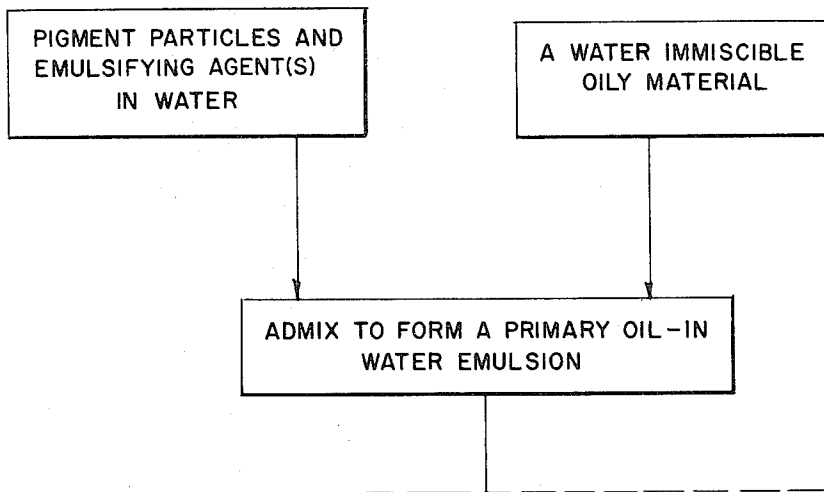 PIGMENT PARTICLES AND
EMULSIFYING AGENT(S)
IN WATER
A WATER IMMISCIBLE
OILY MATERIAL
ADMIX TO FORM A PRIMARY OIL-IN
WATER EMULSION